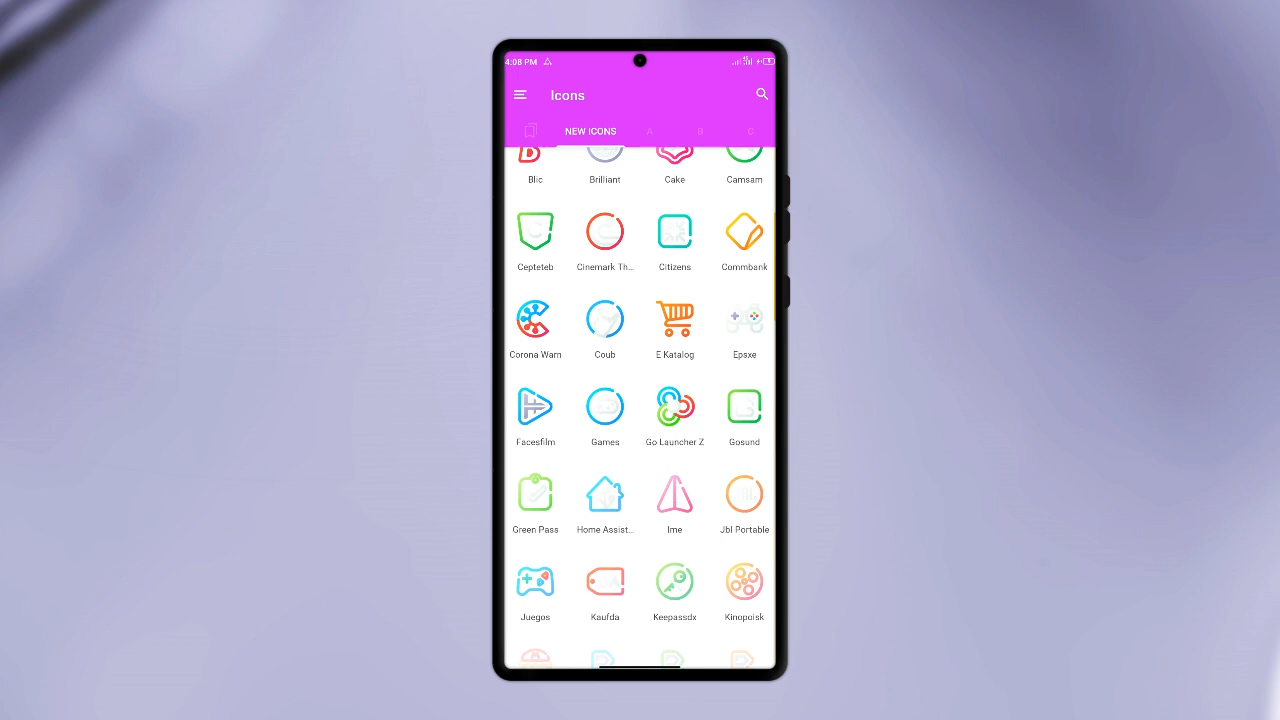 4:08 PM
Icons
NEW ICONS A B C
Blic Brilliant Cake Camsam
Cepteteb Cinemark Th... Citizens Commbank
Corona Warn Coub E Katalog Epsxe
Facesfilm Games Go Launcher Z Gosund
Green Pass Home Assist... Ime Jbl Portable
Juegos Kaufda Keepassdx Kinopoisk